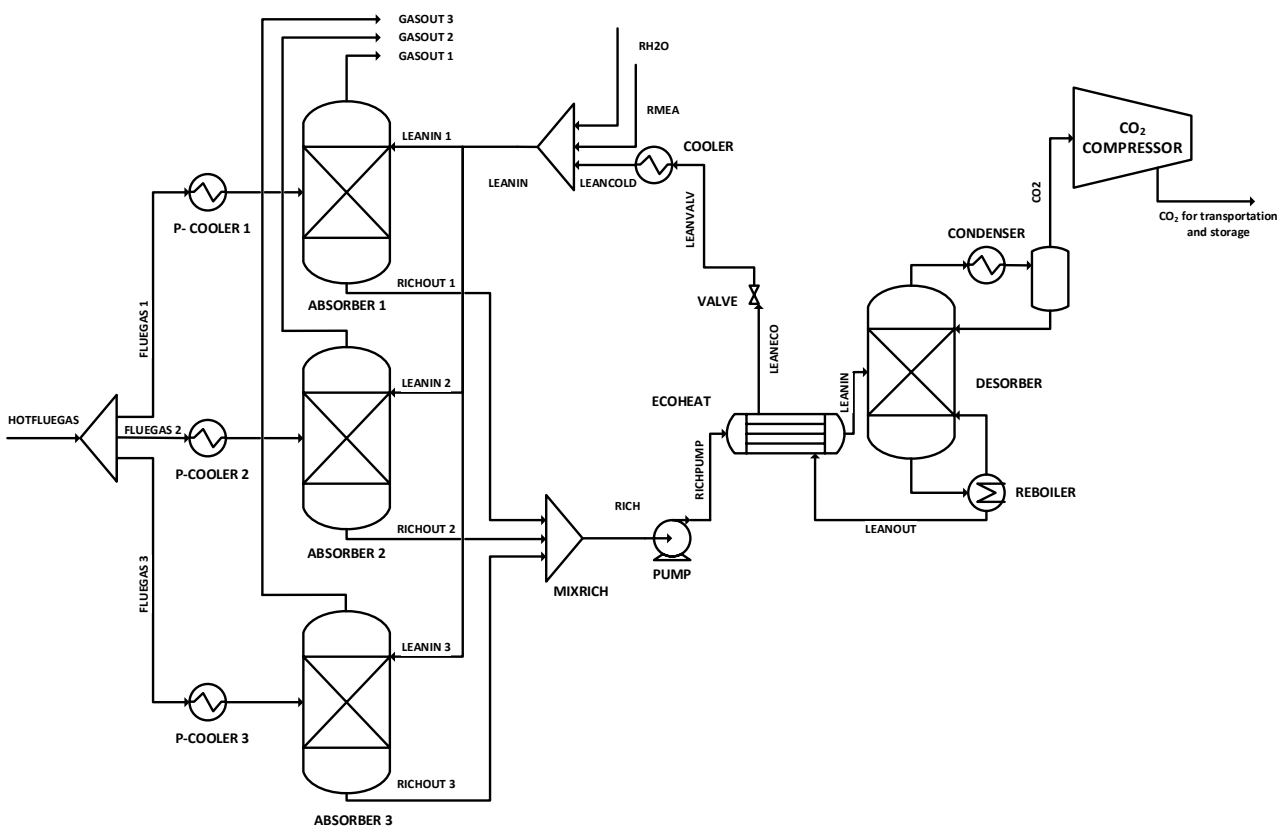 GASOUT 3
GASOUT 2
GASOUT 1
RH2O
RMEA
LEANIN 1
COOLER
LEANIN
LEANCOLD
LEANVALV
CO2
CO₂
COMPRESSOR
CO₂ for transportation
and storage
P- COOLER 1
CONDENSER
RICHOUT 1
ABSORBER 1
VALVE
FLUEGAS 1
LEANECO
LEANIN 2
ECOHEAT
LEANIN
DESORBER
HOTFLUEGAS
FLUEGAS 2
P-COOLER 2
RICHPUMP
REBOILER
RICH
LEANOUT
RICHOUT 2
ABSORBER 2
PUMP
MIXRICH
FLUEGAS 3
LEANIN 3
P-COOLER 3
RICHOUT 3
ABSORBER 3